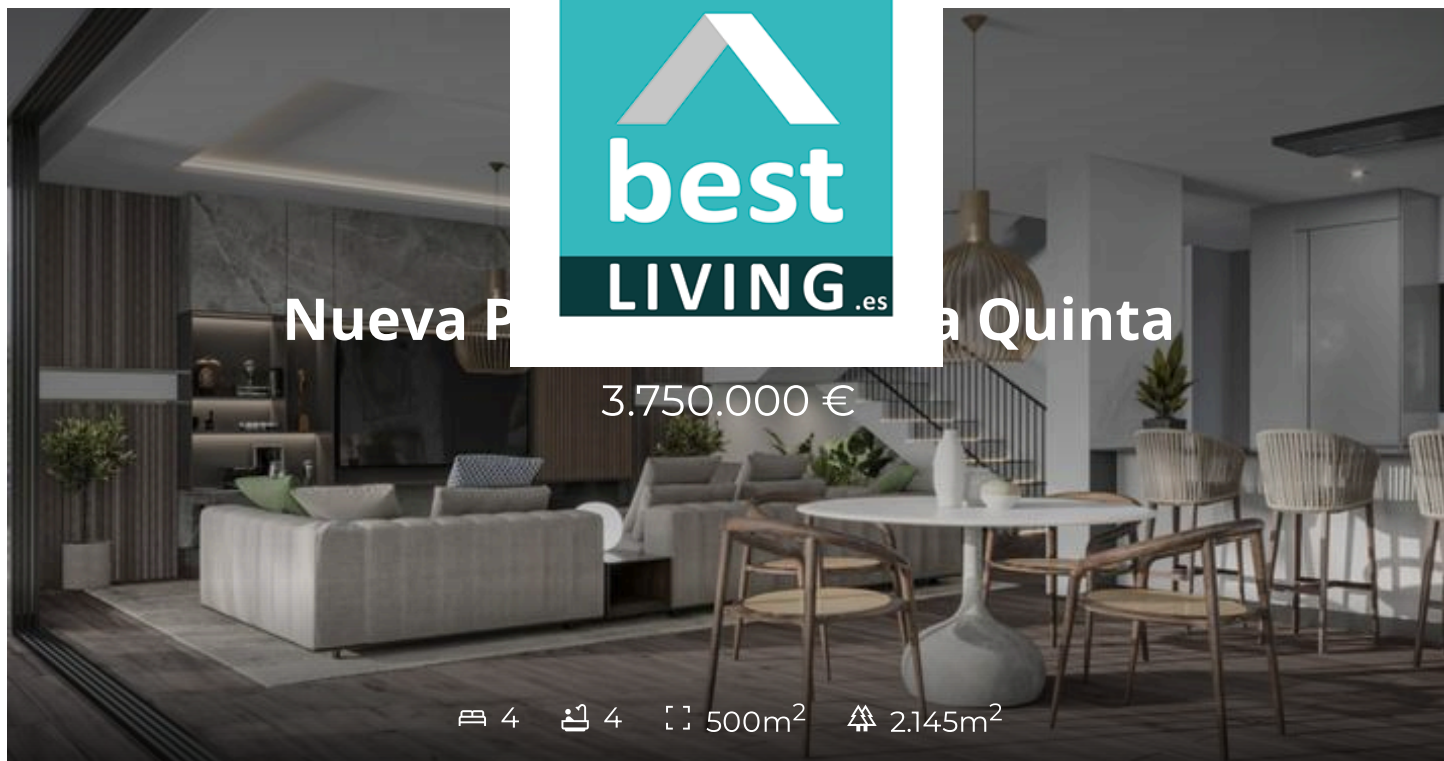 best
LIVING.es
Nueva P a Quinta
3.750.000 €
4 4 500m² 2.145m²